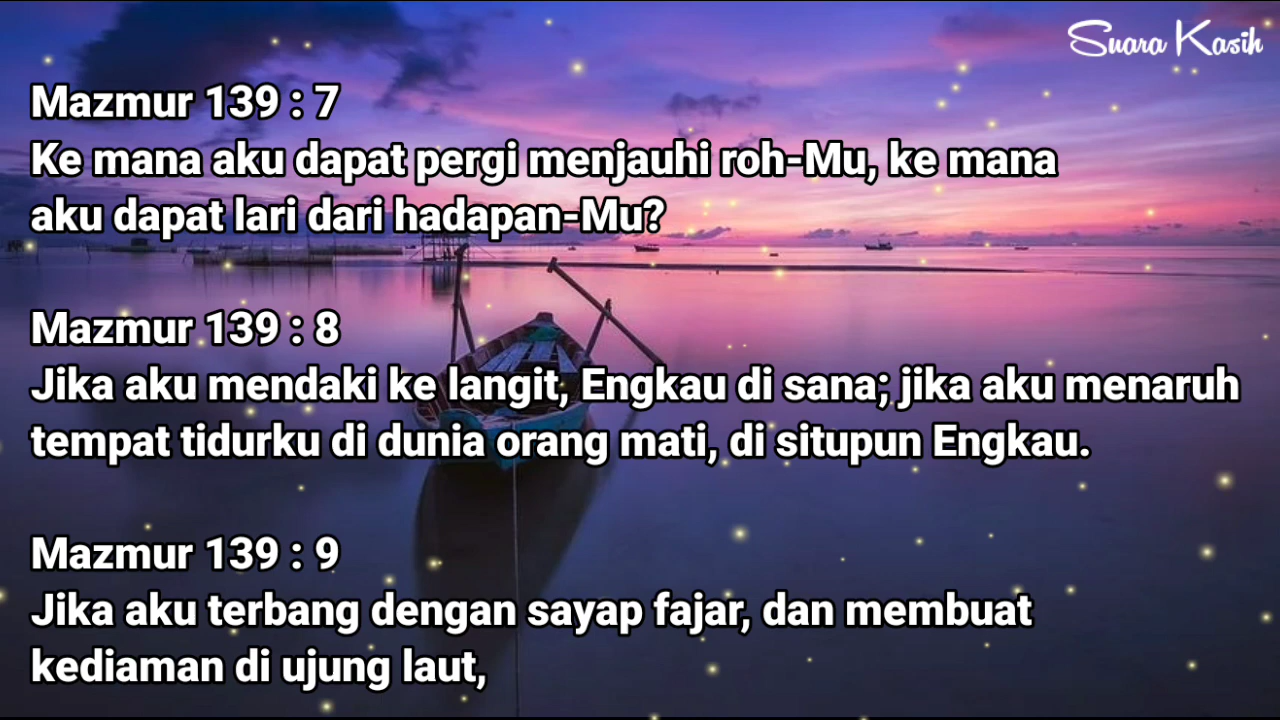 Suara Kasih
Mazmur 139 : 7
Ke mana aku dapat pergi menjauhi roh-Mu, ke mana
aku dapat lari dari hadapan-Mu?
Mazmur 139 : 8
Jika aku mendaki ke langit, Engkau di sana; jika aku menaruh
tempat tidurku di dunia orang mati, di situpun Engkau.
Mazmur 139 : 9
Jika aku terbang dengan sayap fajar, dan membuat
kediaman di ujung laut,